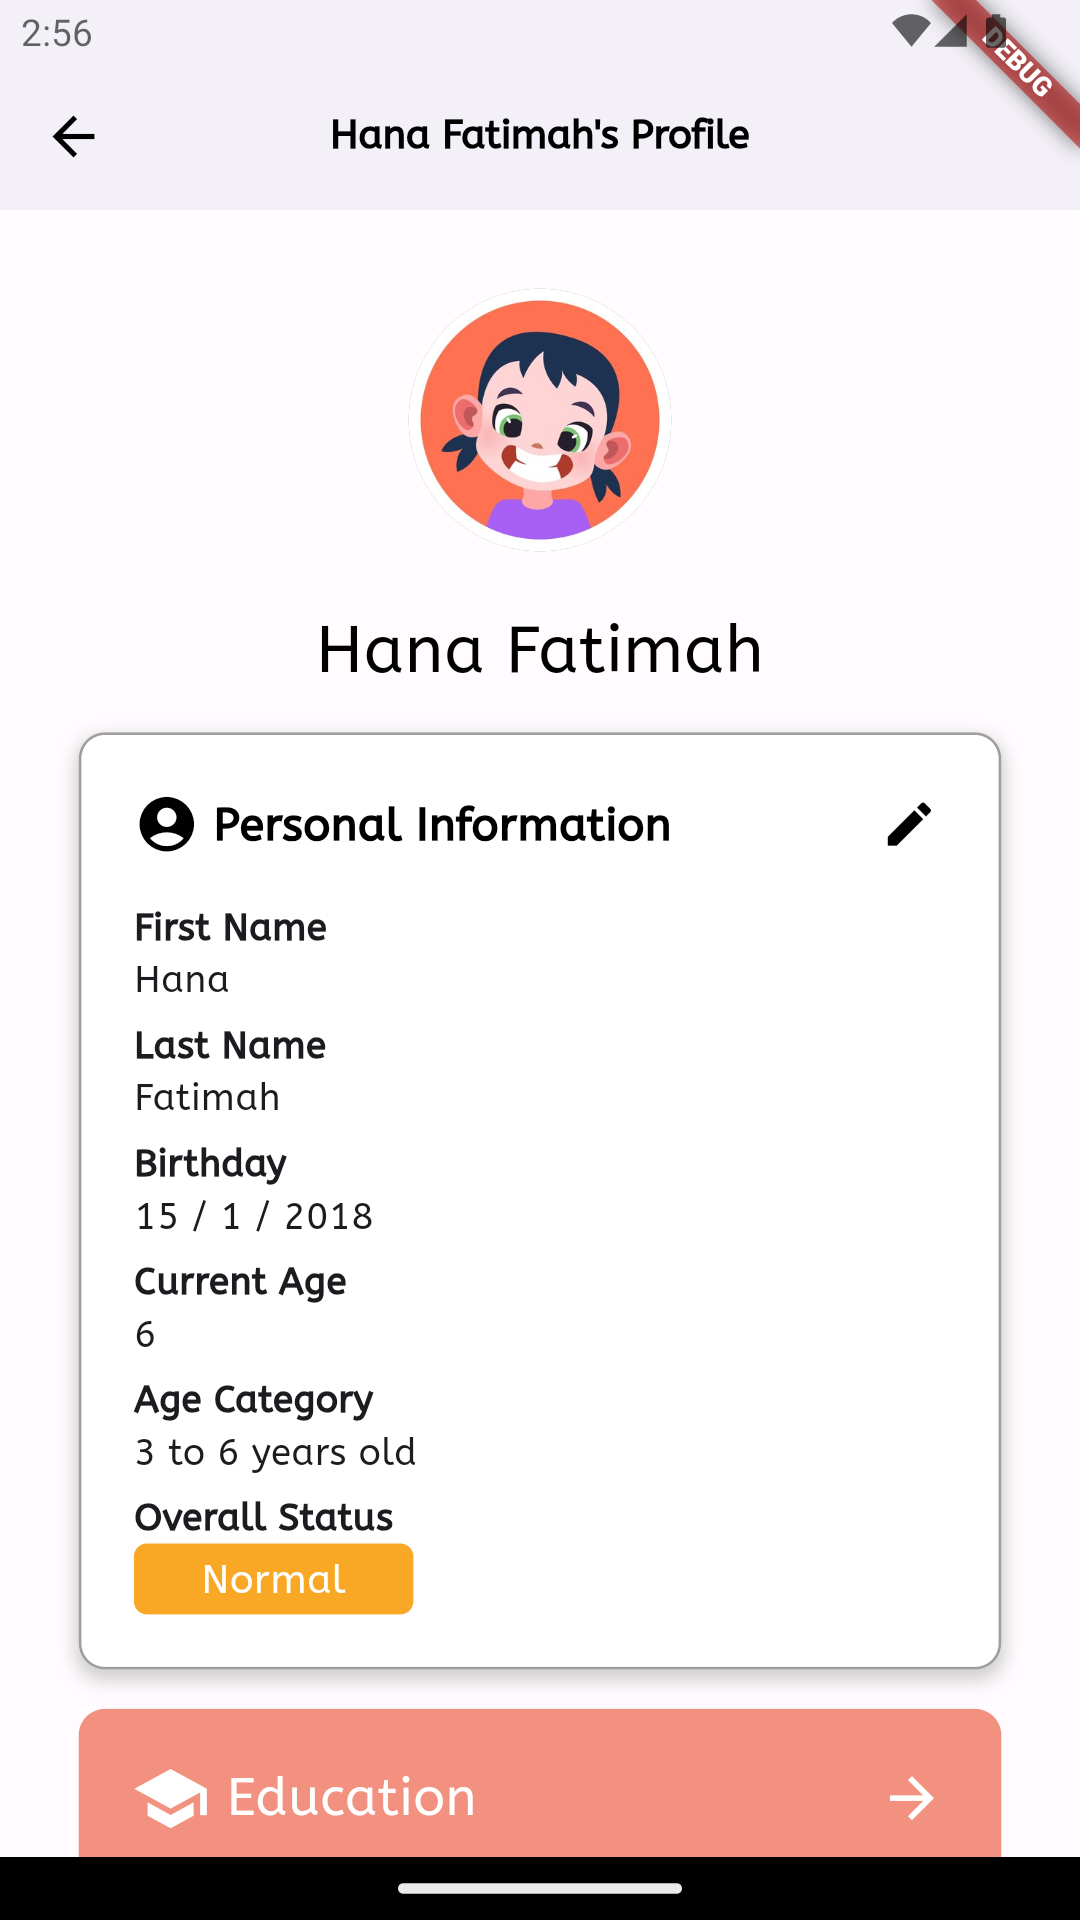 2:56
DEBUG
Hana Fatimah's Profile
Hana Fatimah
Personal Information
First Name
Hana
Last Name
Fatimah
Birthday
15 / 1 / 2018
Current Age
6
Age Category
3 to 6 years old
Overall Status
Normal
Education